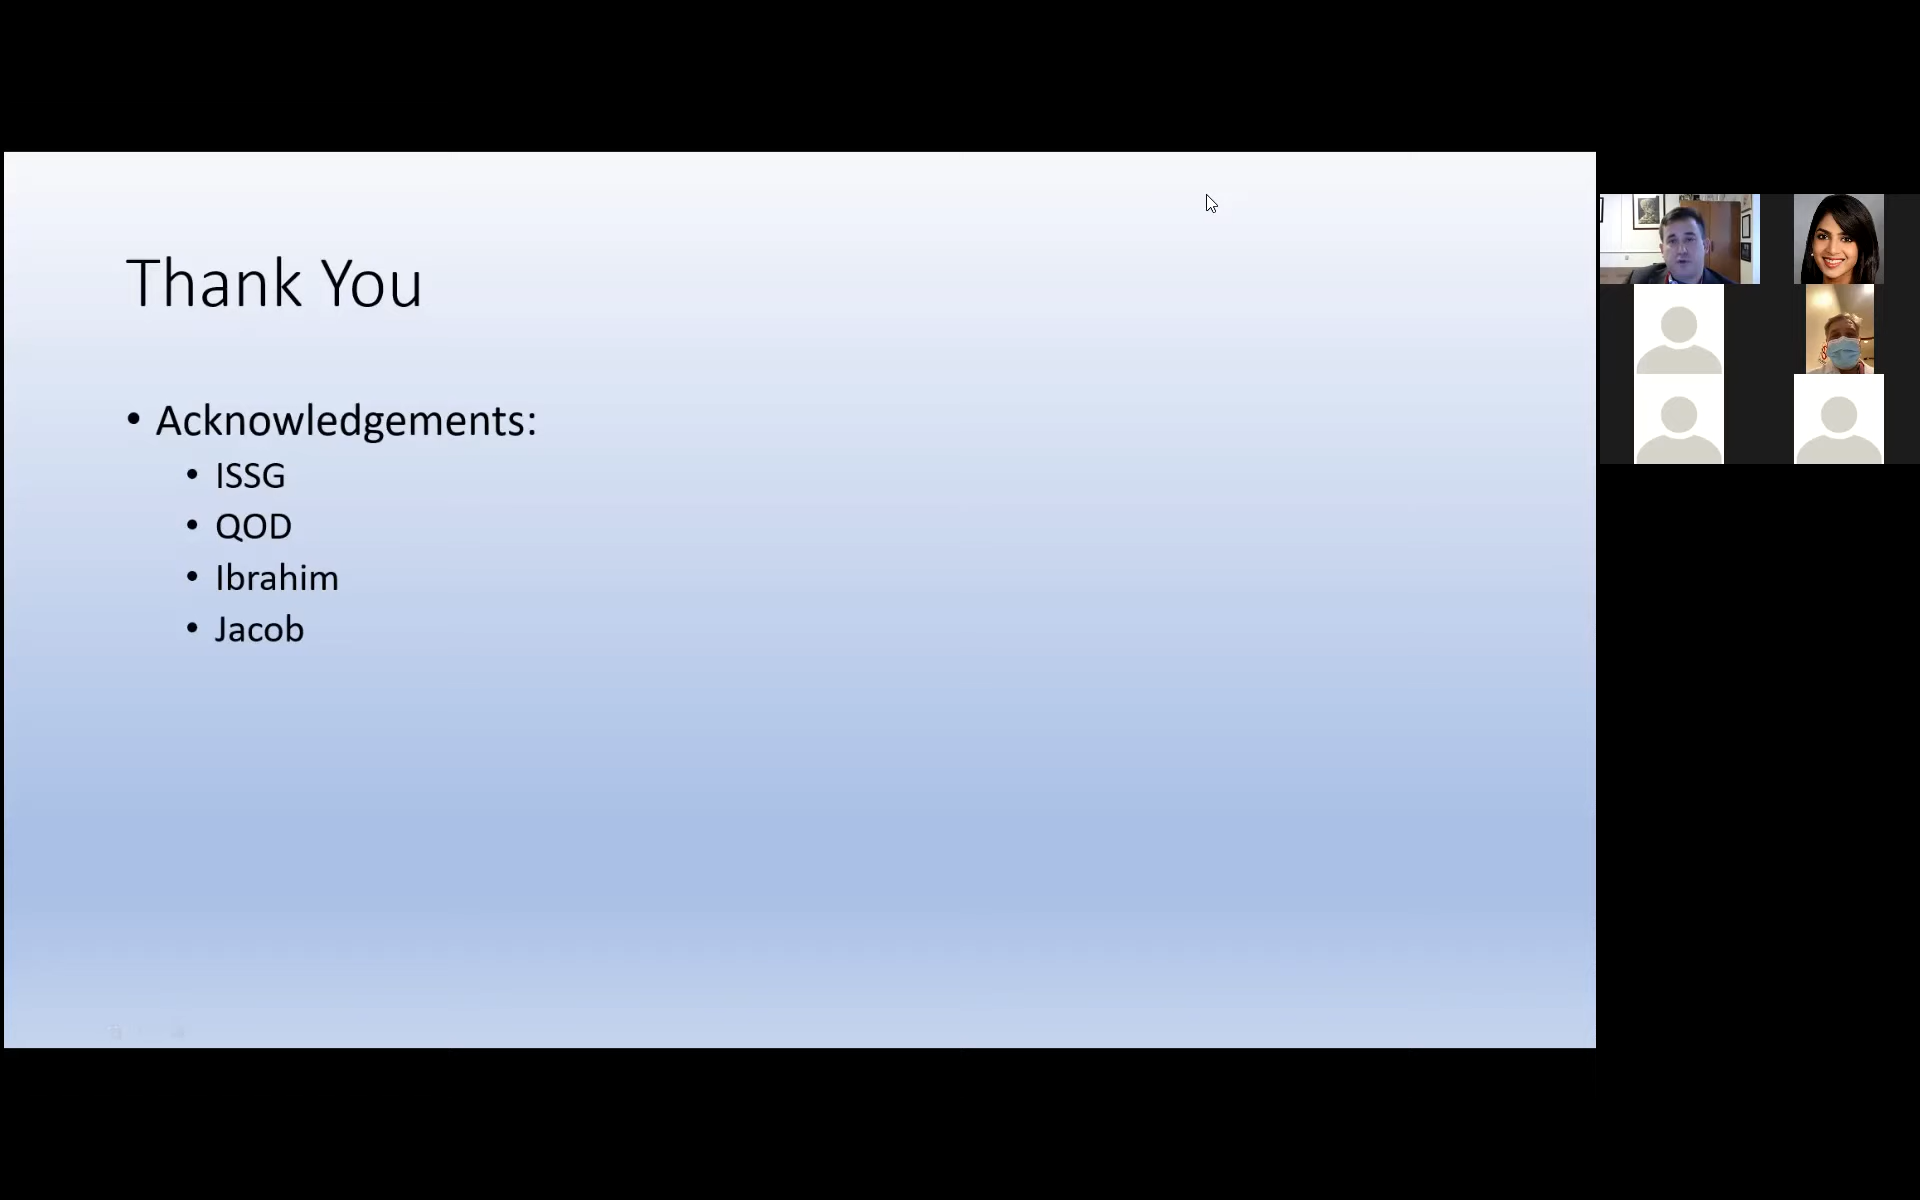 Thank You
• Acknowledgements:
• ISSG
• QOD
• Ibrahim
• Jacob